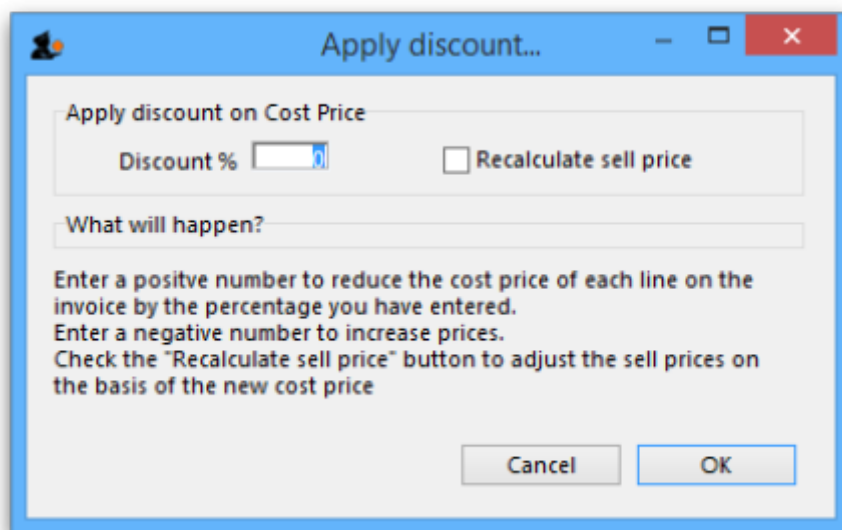 Apply discount...
Apply discount on Cost Price
Discount % 0
Recalculate sell price
What will happen?
Enter a positve number to reduce the cost price of each line on the
invoice by the percentage you have entered.
Enter a negative number to increase prices.
Check the "Recalculate sell price" button to adjust the sell prices on
the basis of the new cost price
Cancel
OK